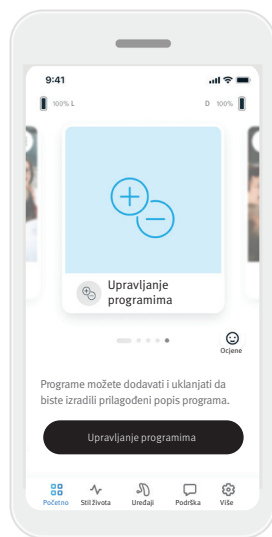 9:41
100% L
D 100%
Upravljanje
programima
Ocjene
Programe možete dodavati i uklanjati da
biste izradili prilagođeni popis programa.
Upravljanje programima
Početno Stil života Uređaji Podrška Više